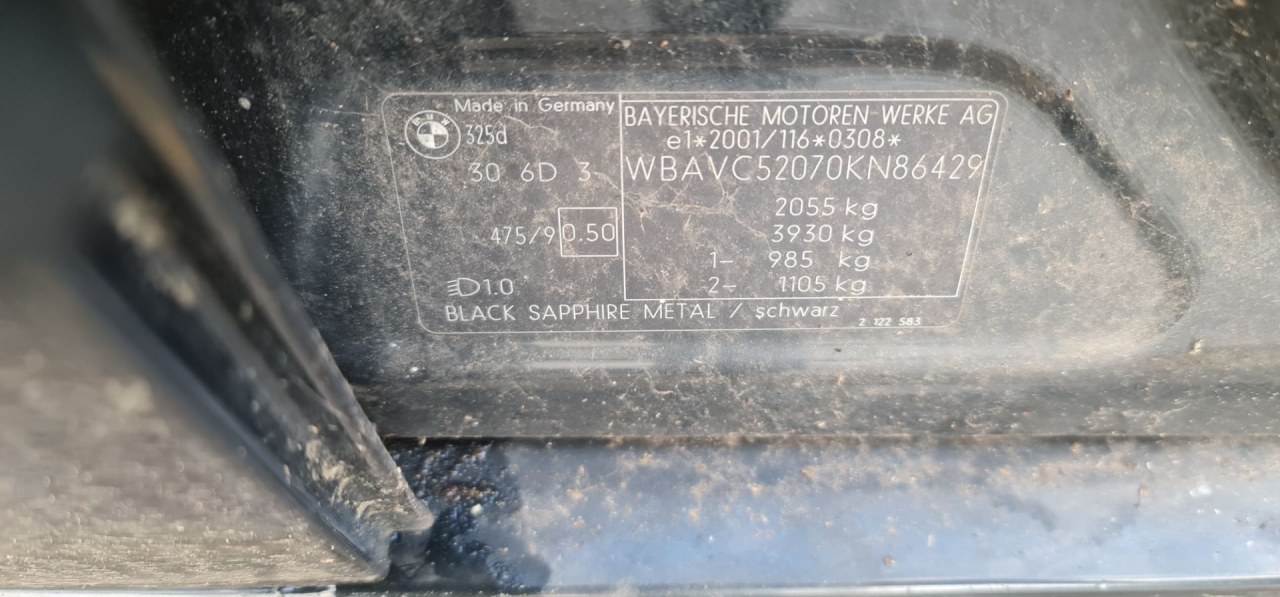 Made in Germany
BMW
325d
30 6D 3
475/9 0.50
1.0
BAYERISCHE MOTOREN WERKE AG
e1*2001/116*0308*
WBAVC52070KN86429
2055 kg
3930 kg
1- 985 kg
2- 1105 kg
BLACK SAPPHIRE METAL / schwarz
2 122 583